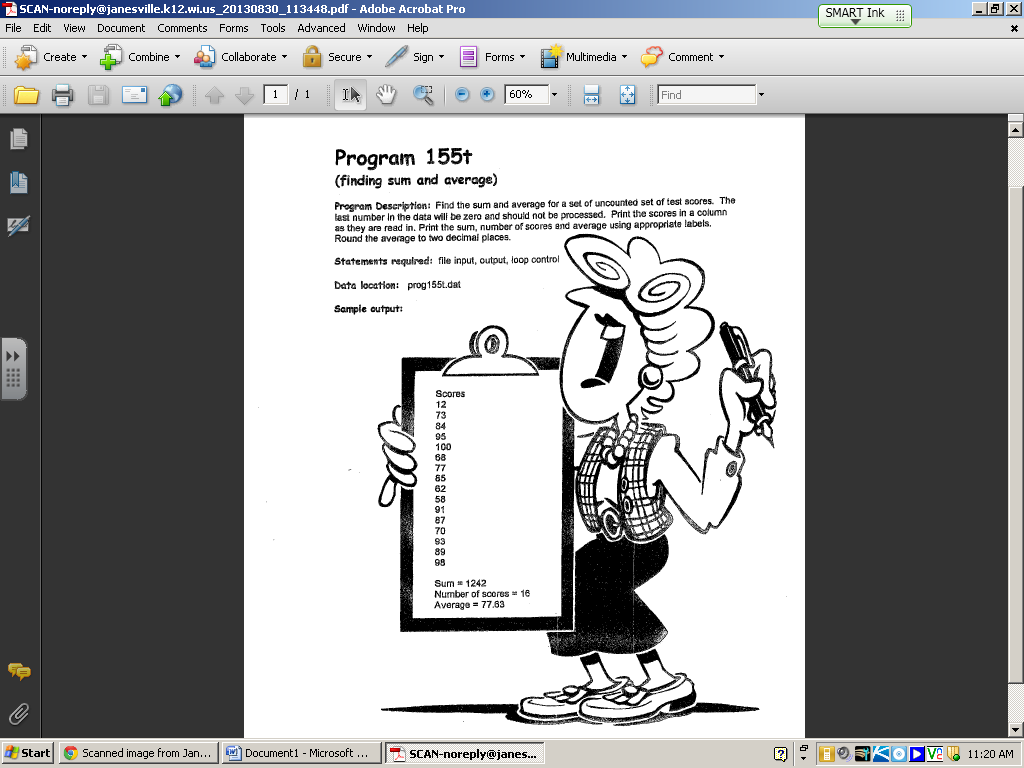 SCAN-noreply@janesville.k12.wi.us_20130830_113448.pdf - Adobe Acrobat Pro
SMART Ink
File Edit View Document Comments Forms Tools Advanced Window Help
Create Combine Collaborate Secure Sign Forms Multimedia Comment
1 / 1 60% Find
Program 155t
(finding sum and average)
Program Description: Find the sum and average for a set of uncounted set of test scores. The
last number in the data will be zero and should not be processed. Print the scores in a column
as they are read in. Print the sum, number of scores and average using appropriate labels.
Round the average to two decimal places.
Statements required: file input, output, loop control
Data location: prog155t.dat
Sample output:
Scores
12
73
84
95
100
68
77
85
62
58
91
87
70
93
89
98
Sum = 1242
Number of scores = 16
Average = 77.63
Start Scanned image from Jan... Document1 - Microsoft ... SCAN-noreply@janes... 11:20 AM